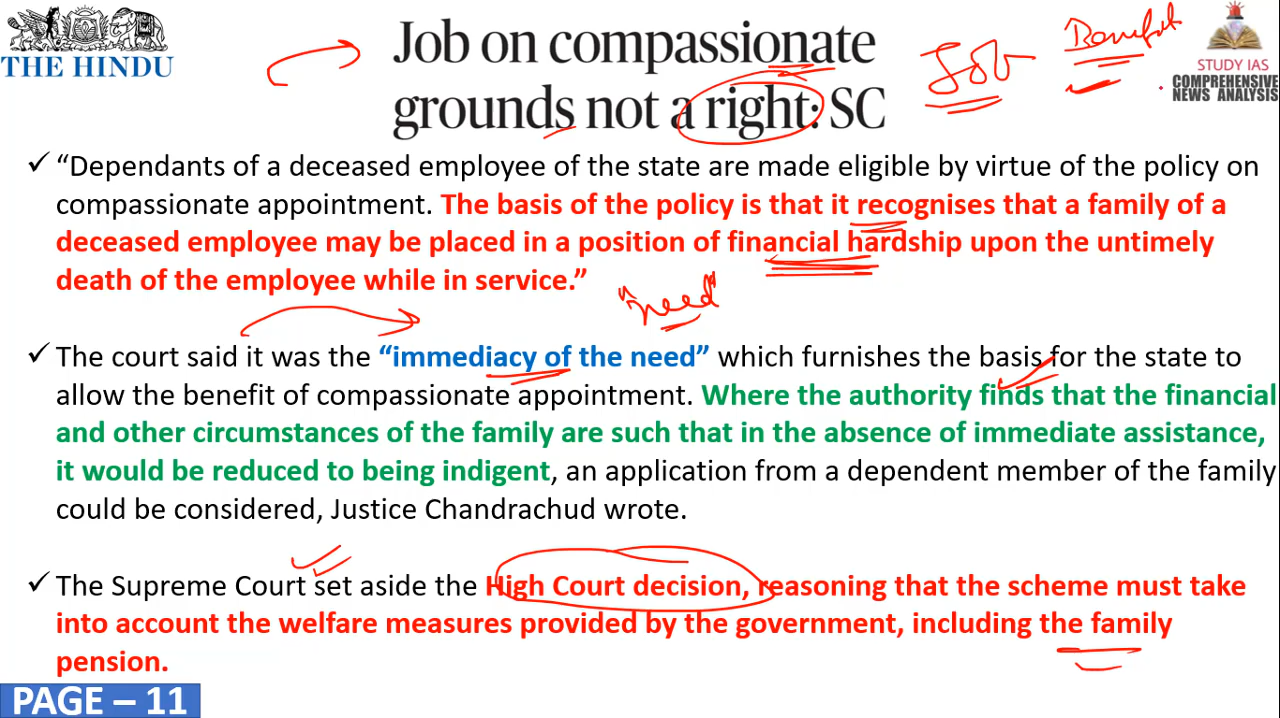 THE HINDU
Job on compassionate
grounds not a right: SC
Job
Benefit
STUDY IAS
COMPREHENSIVE
NEWS ANALYSIS
✓ “Dependants of a deceased employee of the state are made eligible by virtue of the policy on
compassionate appointment. The basis of the policy is that it recognises that a family of a
deceased employee may be placed in a position of financial hardship upon the untimely
death of the employee while in service.”
“need”
✓ The court said it was the “immediacy of the need” which furnishes the basis for the state to
allow the benefit of compassionate appointment. Where the authority finds that the financial
and other circumstances of the family are such that in the absence of immediate assistance,
it would be reduced to being indigent, an application from a dependent member of the family
could be considered, Justice Chandrachud wrote.
✓ The Supreme Court set aside the High Court decision, reasoning that the scheme must take
into account the welfare measures provided by the government, including the family
pension.
PAGE – 11